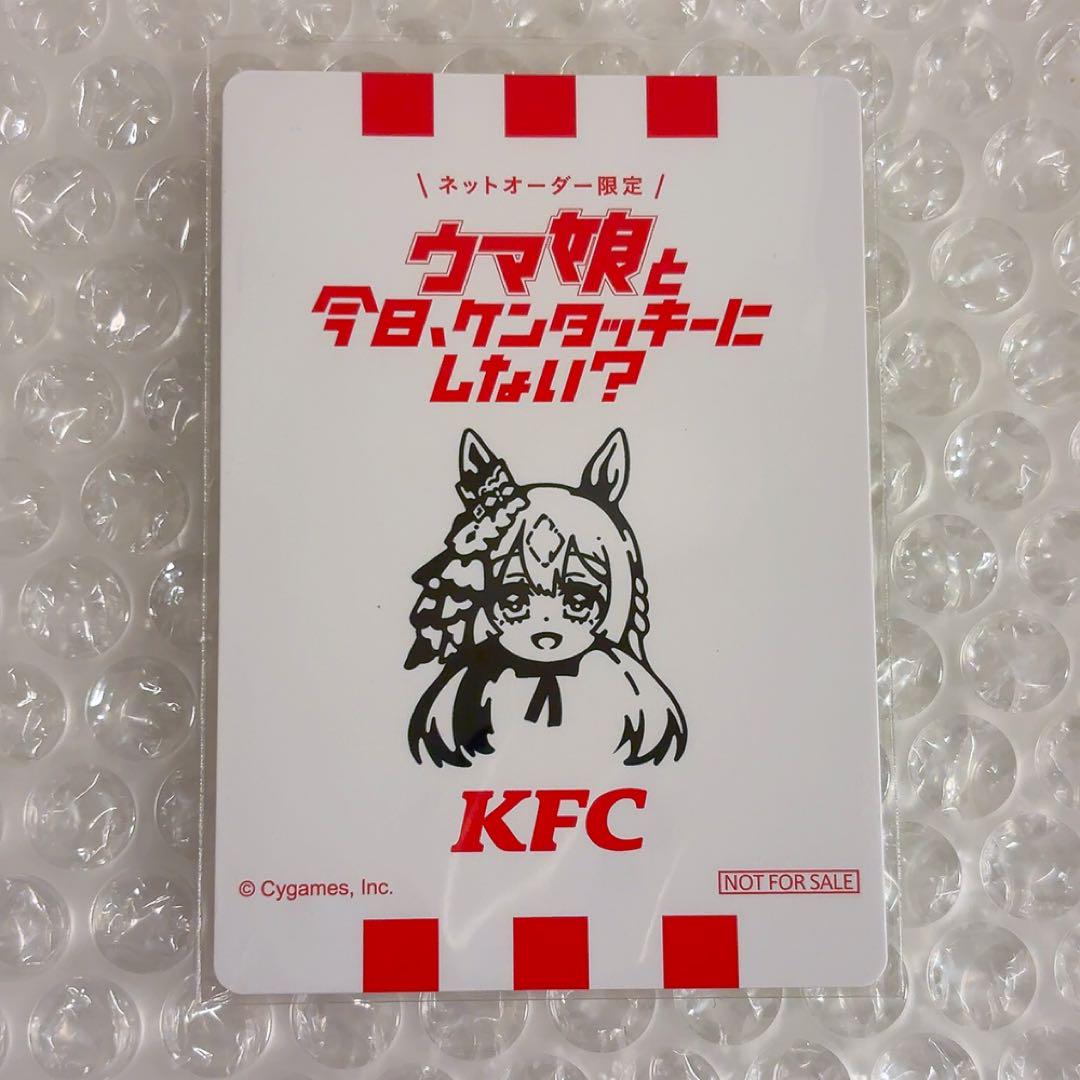 \ ネットオーダー限定 /
ウマ娘と
今日、ケンタッキーに
しない?
KFC
© Cygames, Inc.
NOT FOR SALE